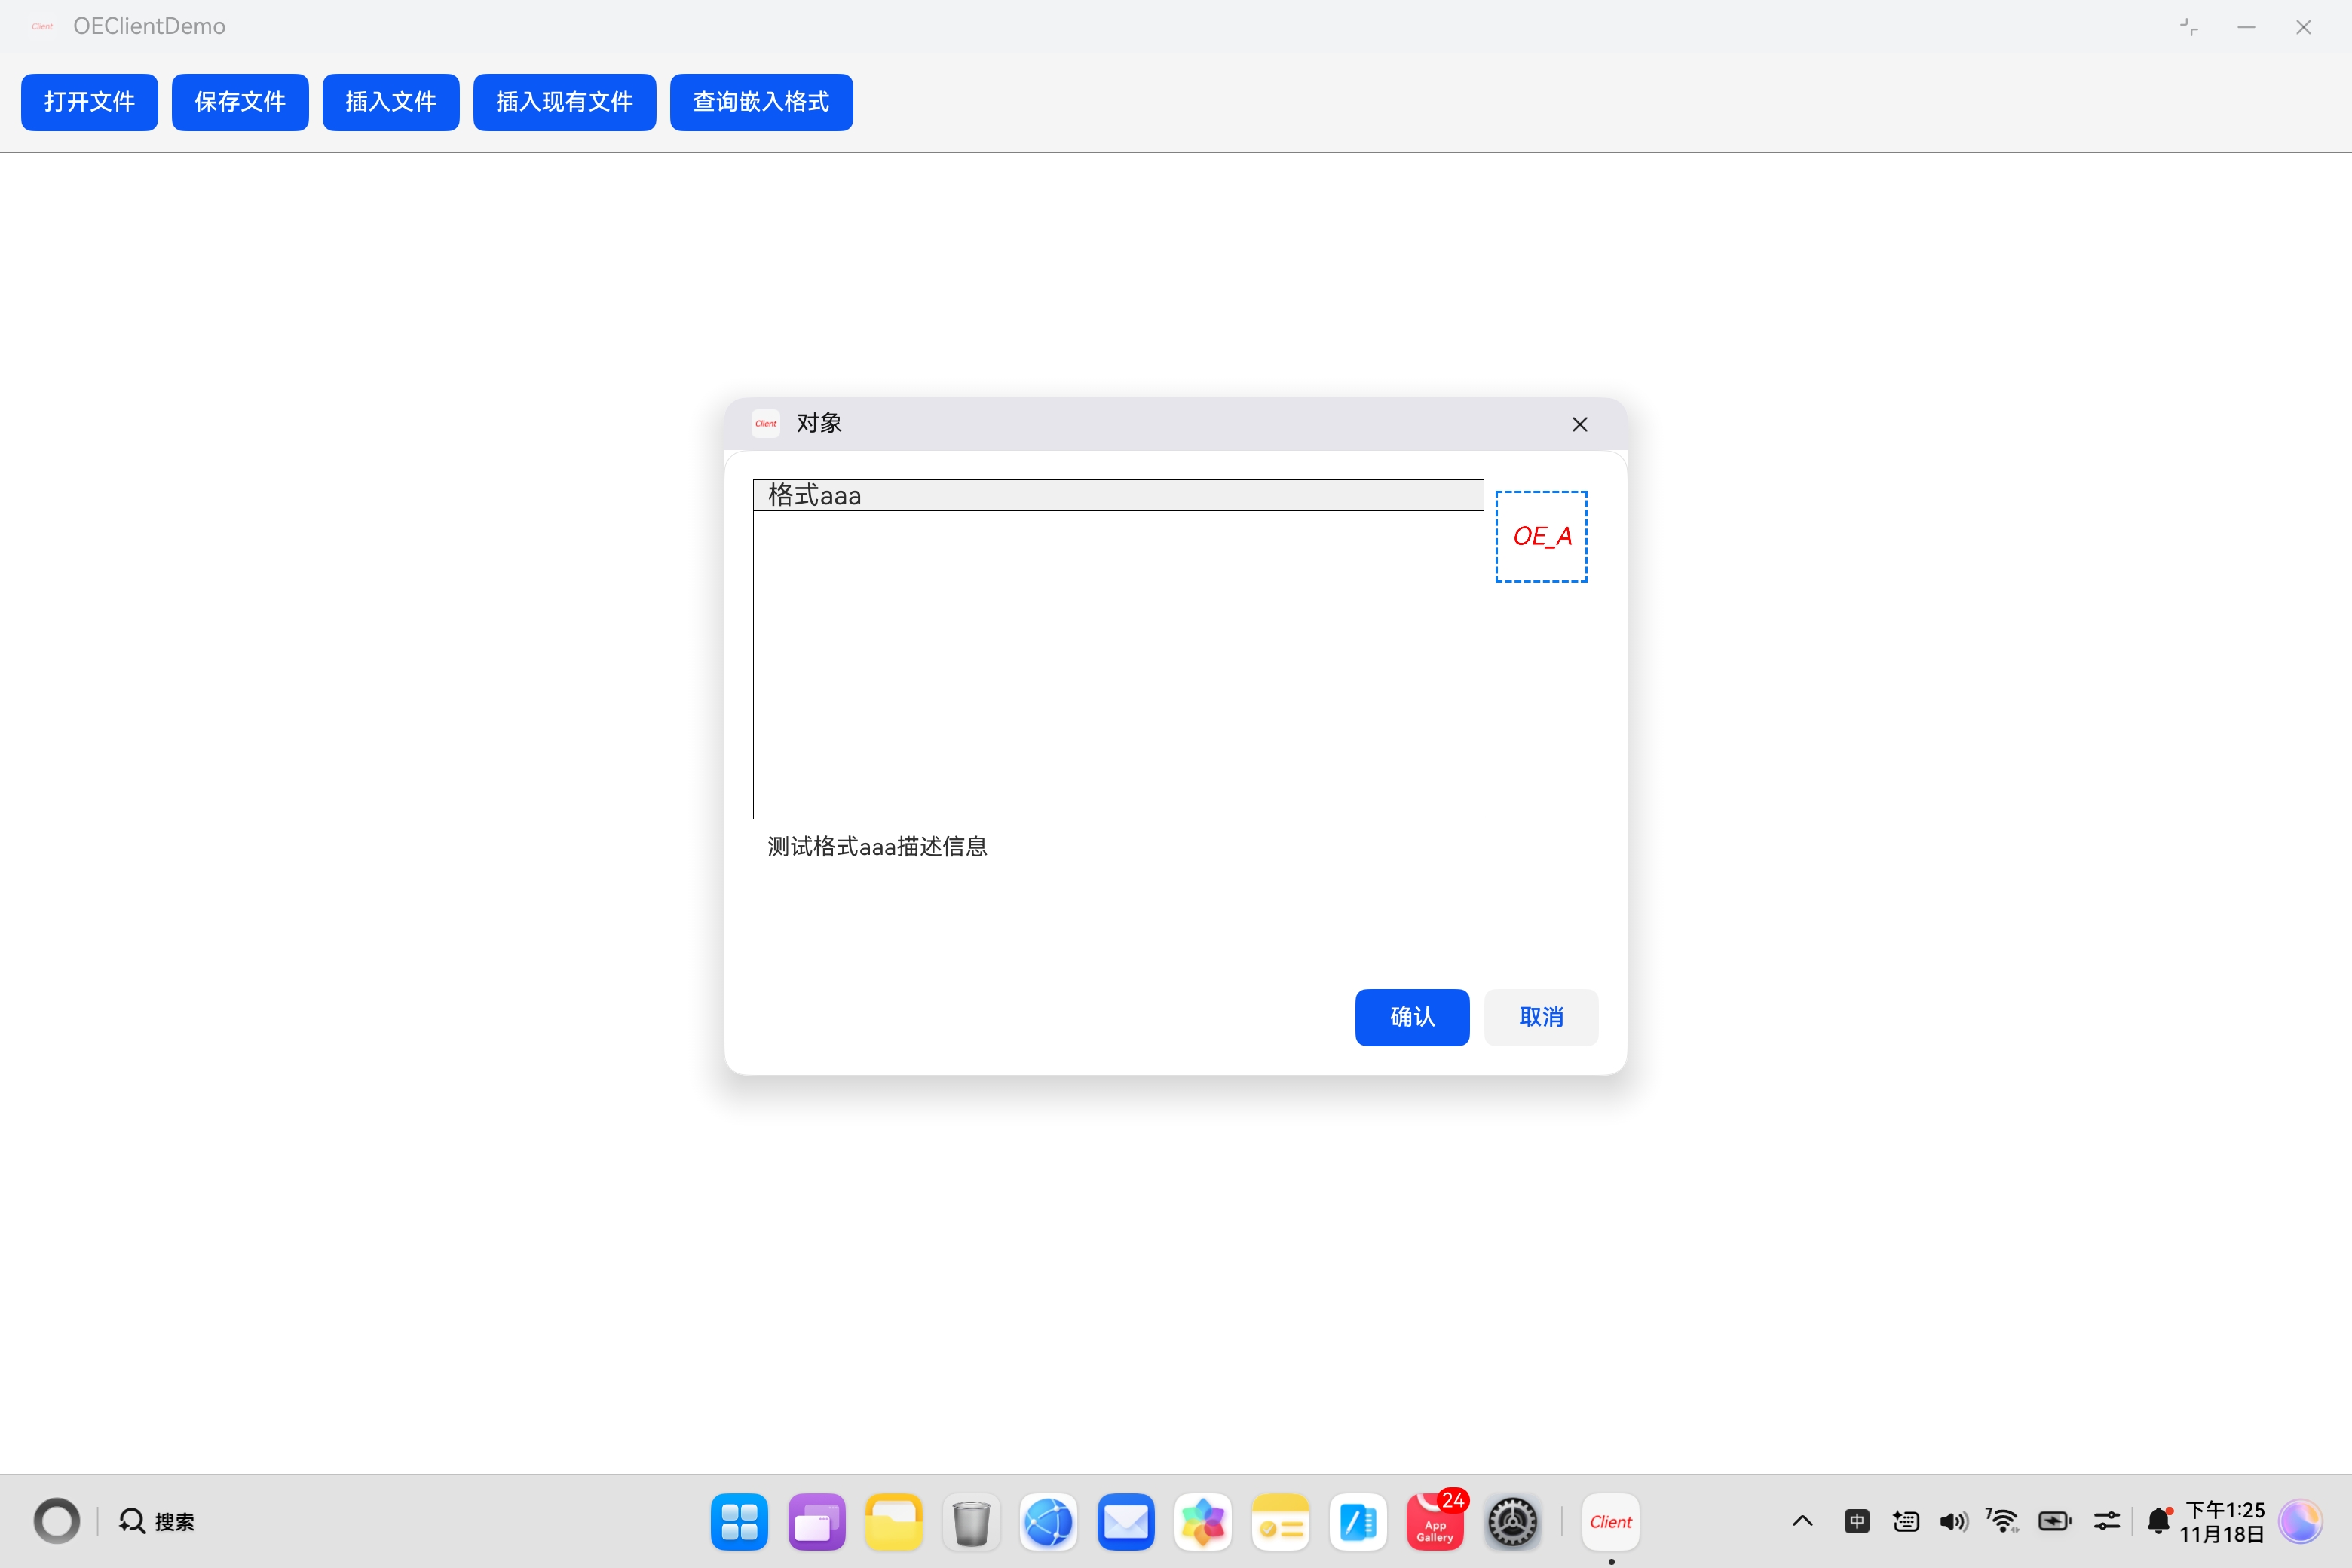 Client OEClientDemo
打开文件 保存文件 插入文件 插入现有文件 查询嵌入格式
Client 对象
格式aaa
OE_A
测试格式aaa描述信息
确认 取消
搜索
24
App
Gallery
Client
中
7
下午1:25
11月18日